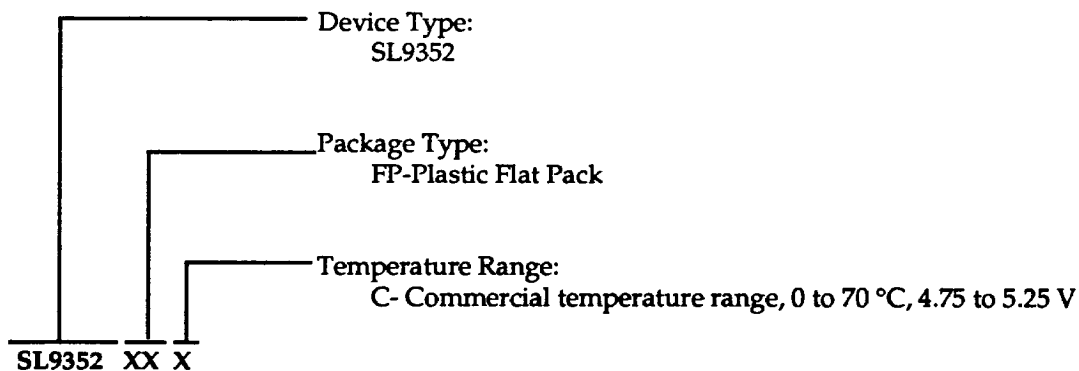 Device Type:
SL9352
Package Type:
FP-Plastic Flat Pack
Temperature Range:
C- Commercial temperature range, 0 to 70 °C, 4.75 to 5.25 V
SL9352 XX X